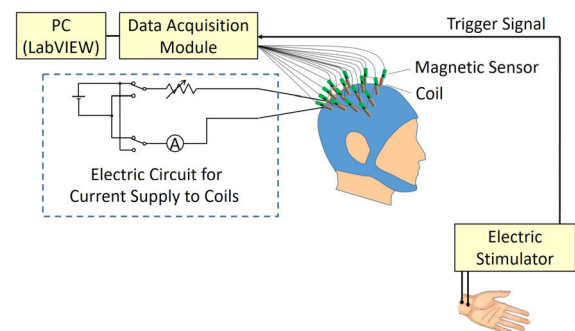 PC
(LabVIEW)
Data Acquisition
Module
Trigger Signal
Magnetic Sensor
Coil
A
Electric Circuit for
Current Supply to Coils
Electric
Stimulator